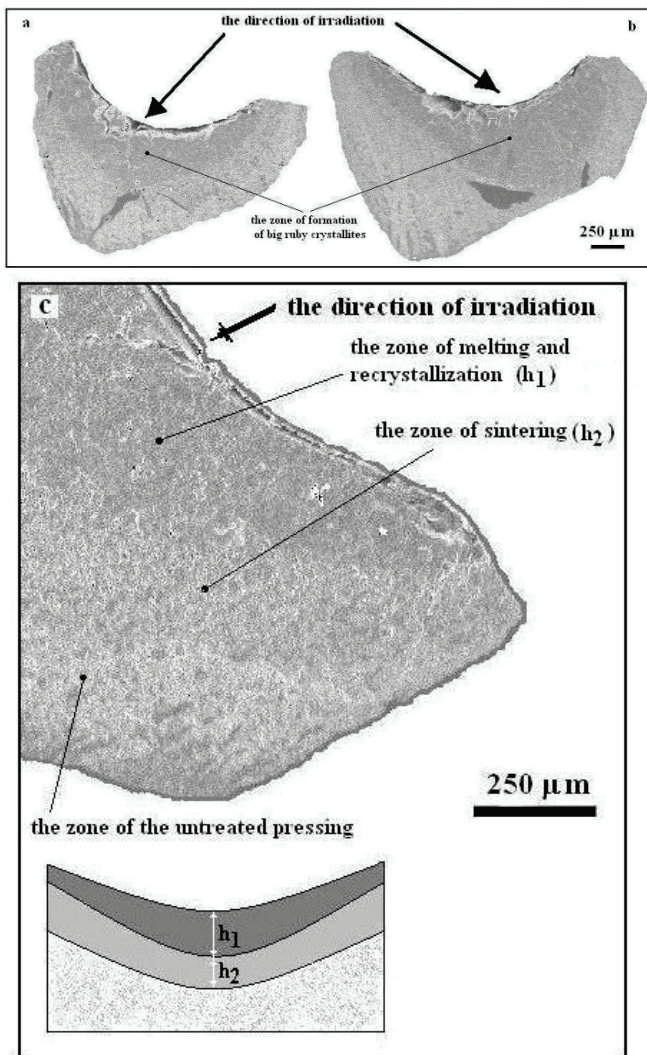 the direction of irradiation
a
b
the zone of formation
of big ruby crystallites
250 μm
c
the direction of irradiation
the zone of melting and
recrystallization (h1)
the zone of sintering (h2)
250 μm
the zone of the untreated pressing
h1
h2